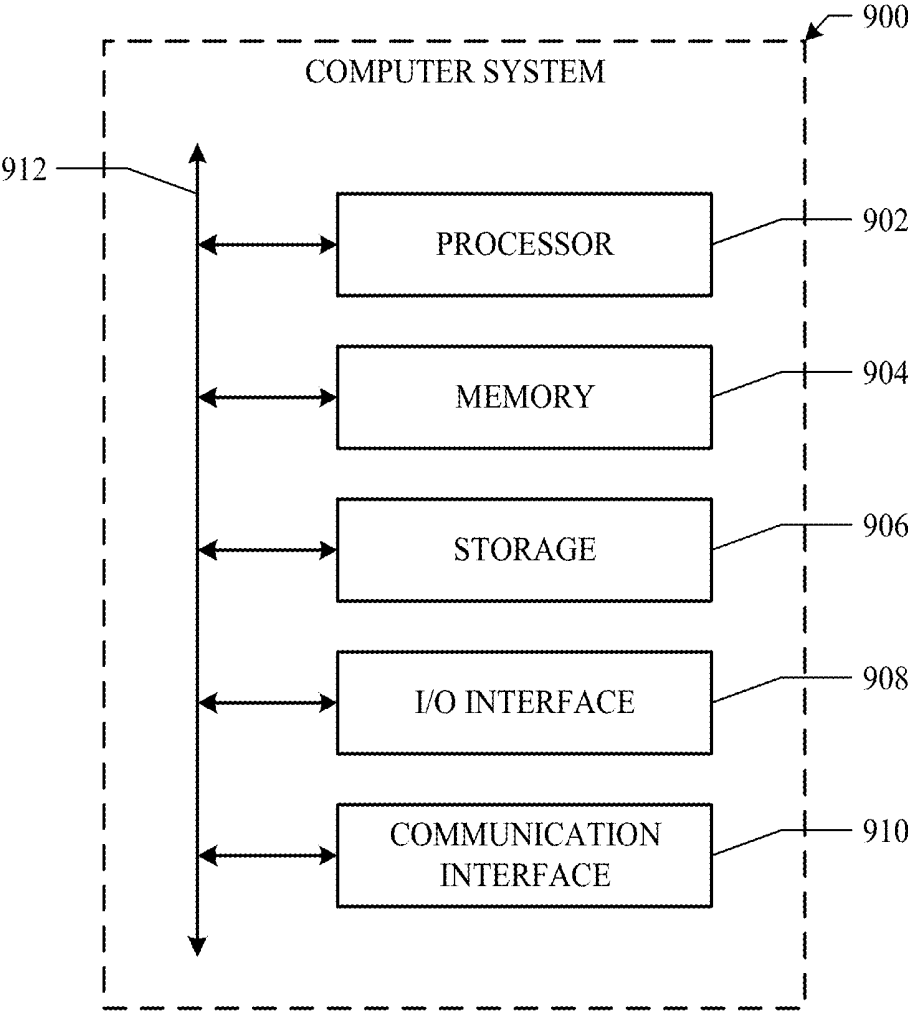 900
COMPUTER SYSTEM
912
PROCESSOR
902
MEMORY
904
STORAGE
906
I/O INTERFACE
908
COMMUNICATION
INTERFACE
910